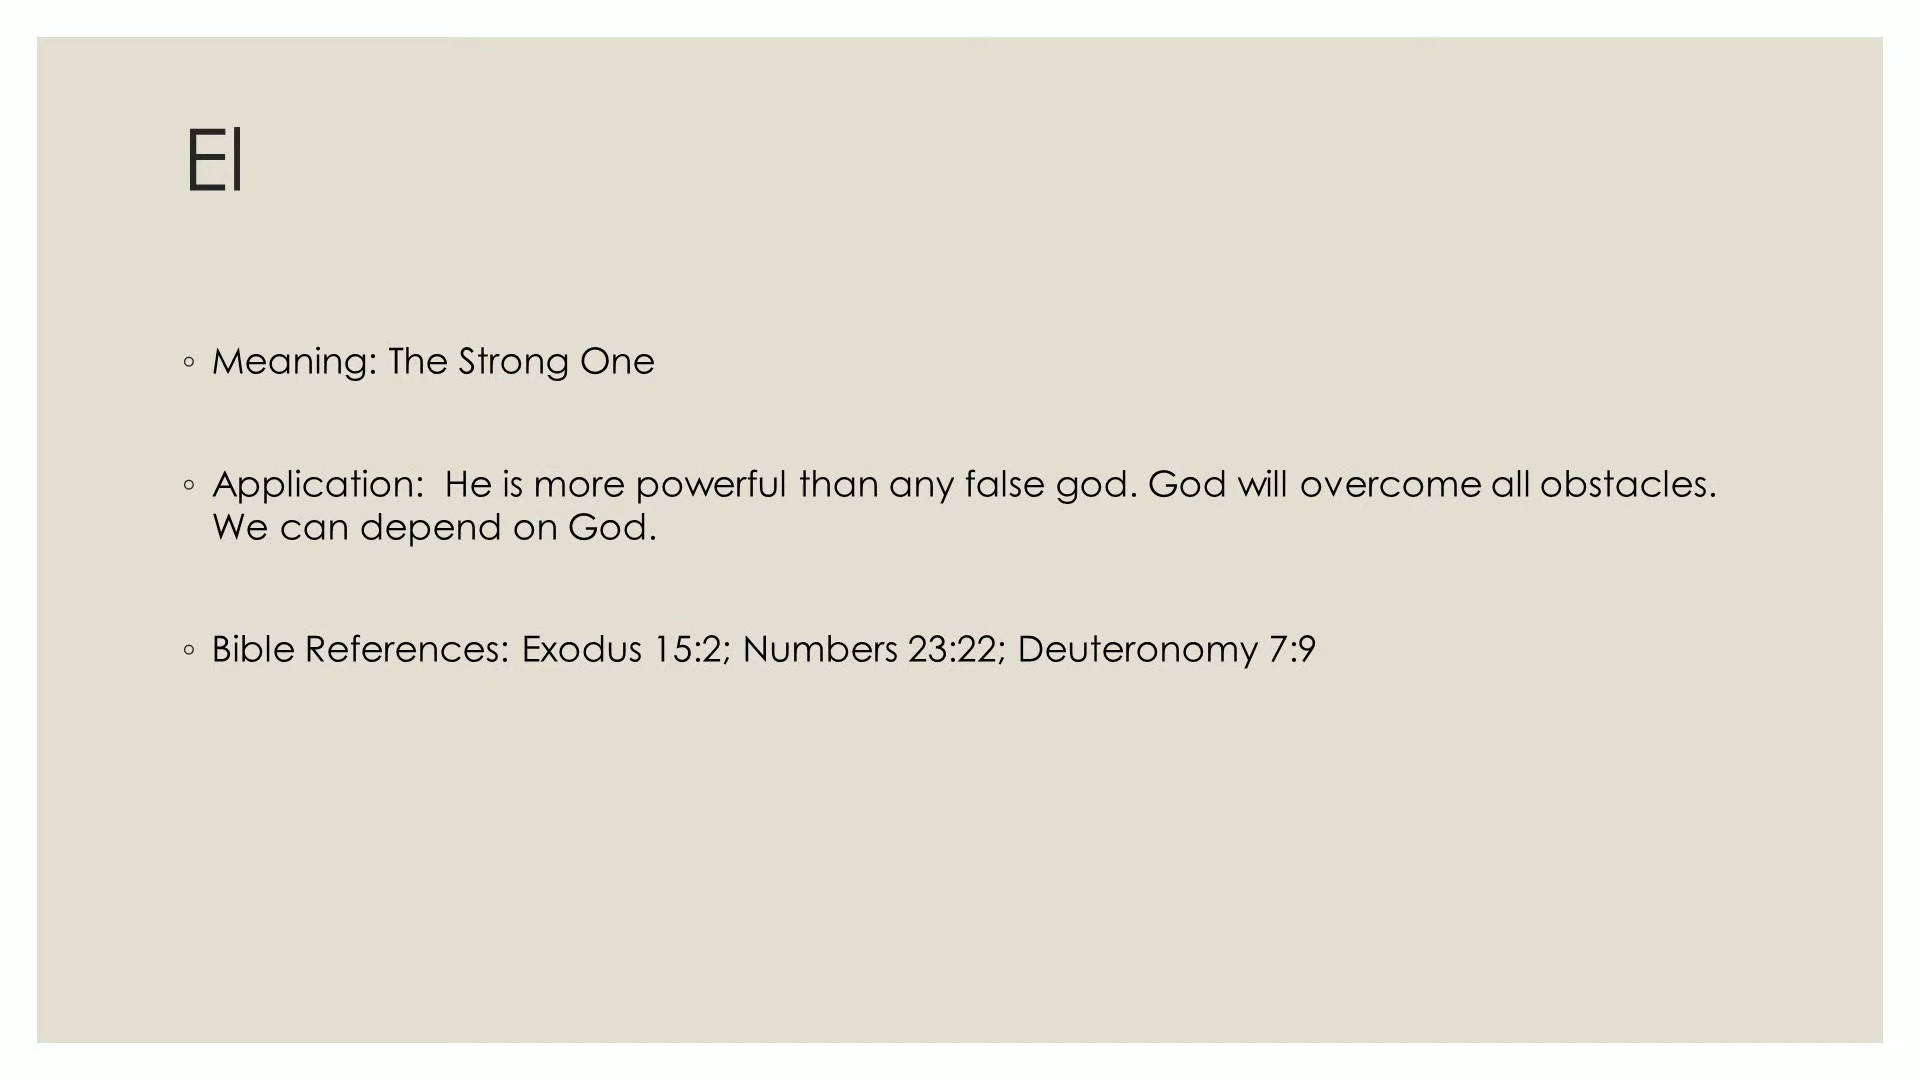 El
◦ Meaning: The Strong One
◦ Application:  He is more powerful than any false god. God will overcome all obstacles.
We can depend on God.
◦ Bible References: Exodus 15:2; Numbers 23:22; Deuteronomy 7:9